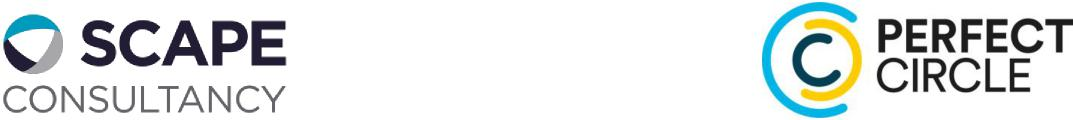 SCAPE
CONSULTANCY
PERFECT
CIRCLE